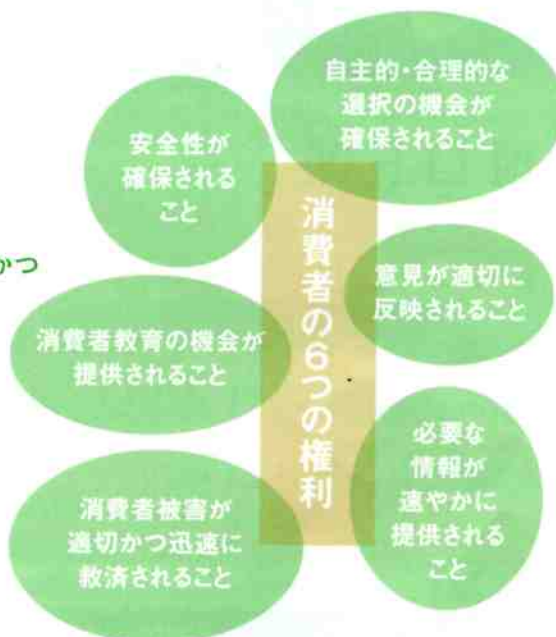 自主的・合理的な
選択の機会が
確保されること
安全性が
確保される
こと
消費者の6つの権利
かつ
意見が適切に
反映されること
消費者教育の機会が
提供されること
必要な
情報が
速やかに
提供される
こと
消費者被害が
適切かつ迅速に
救済されること